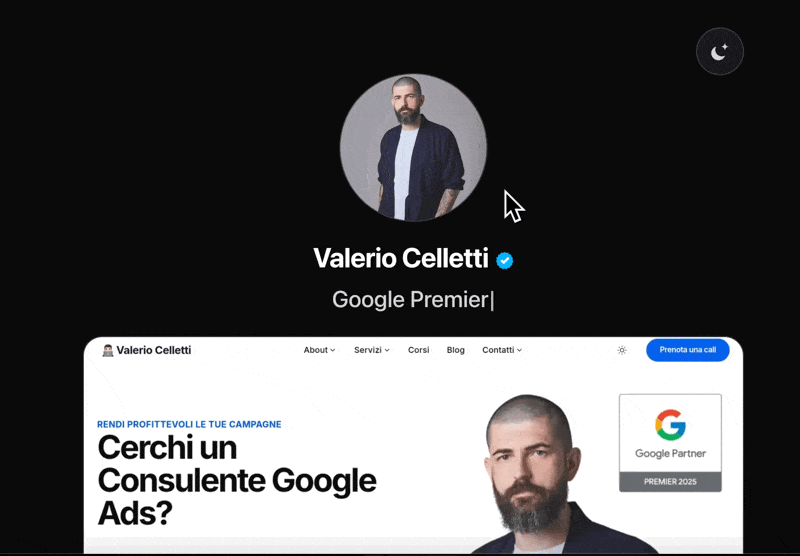 Valerio Celletti
Google Premier|
Valerio Celletti
About Servizi Corsi Blog Contatti
Prenota una call
RENDI PROFITTEVOLI LE TUE CAMPAGNE
Cerchi un
Consulente Google
Ads?
Google Partner
PREMIER 2025